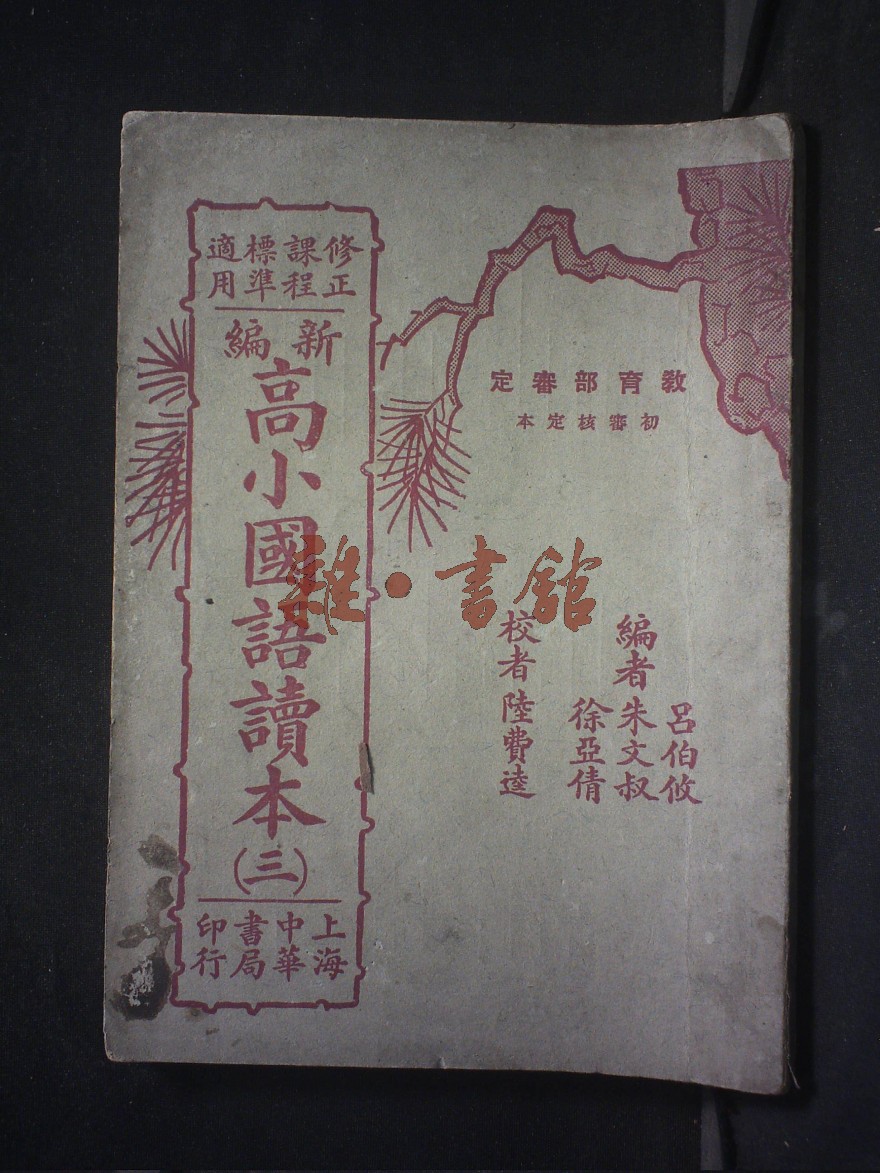 教育部審定
初審核定本
修正課程標準適用
新編
高小國語讀本
(三)
上海中華書局印行
編者
呂伯攸
朱文叔
徐亞倩
校者 陸費逵
雜·書館